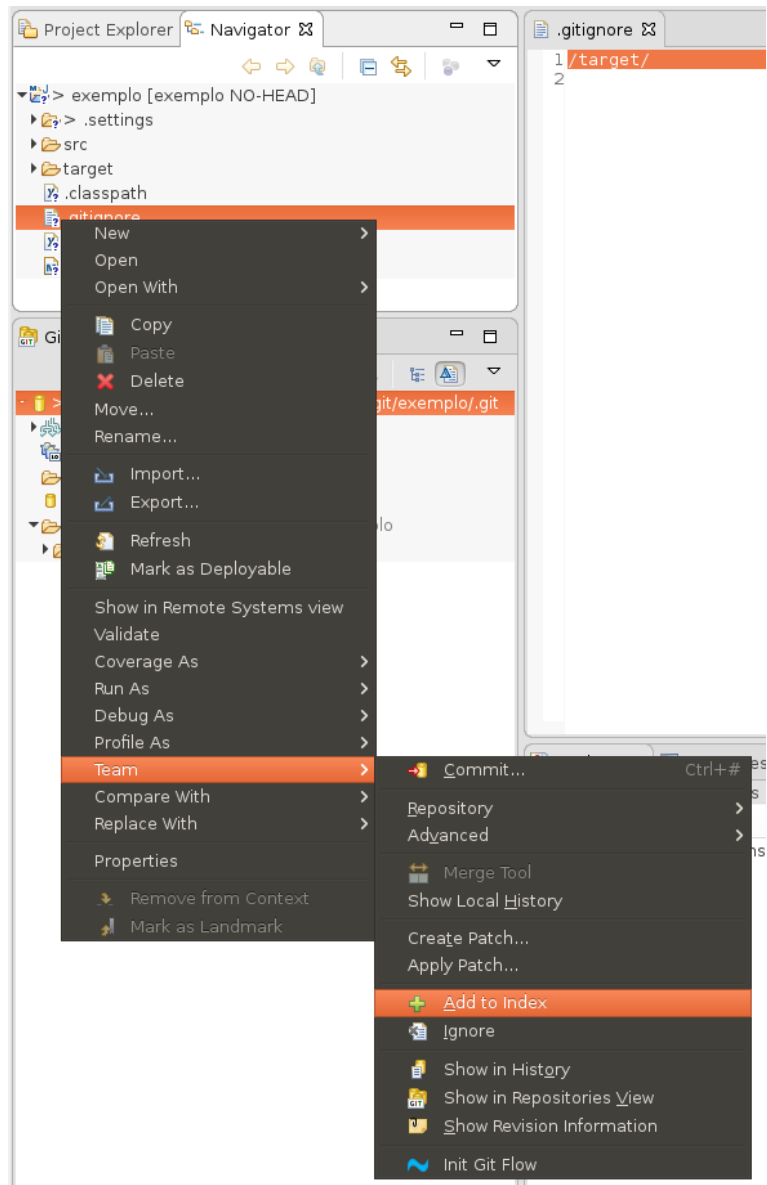 Project Explorer
Navigator
.gitignore
1 /target/
2
> exemplo [exemplo NO-HEAD]
> .settings
src
target
.classpath
.gitignore
New
Open
Open With
Copy
Paste
Delete
Move...
Rename...
Import...
Export...
Refresh
Mark as Deployable
Show in Remote Systems view
Validate
Coverage As
Run As
Debug As
Profile As
Team
Compare With
Replace With
Properties
Remove from Context
Mark as Landmark
Gi
git/exemplo/.git
lo
Commit... Ctrl+#
Repository
Advanced
Merge Tool
Show Local History
Create Patch...
Apply Patch...
Add to Index
Ignore
Show in History
Show in Repositories View
Show Revision Information
Init Git Flow
es
s
ns